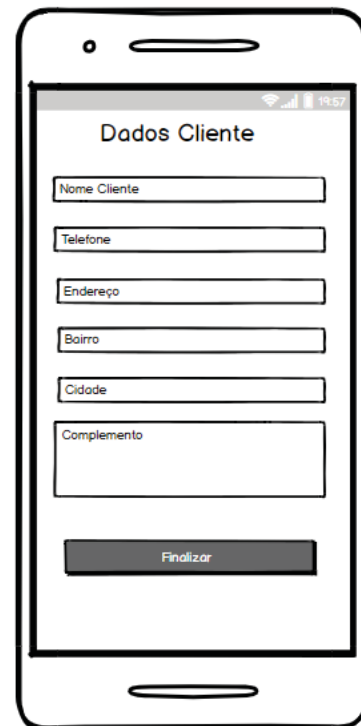 19:57
Dados Cliente
Nome Cliente
Telefone
Endereço
Bairro
Cidade
Complemento
Finalizar